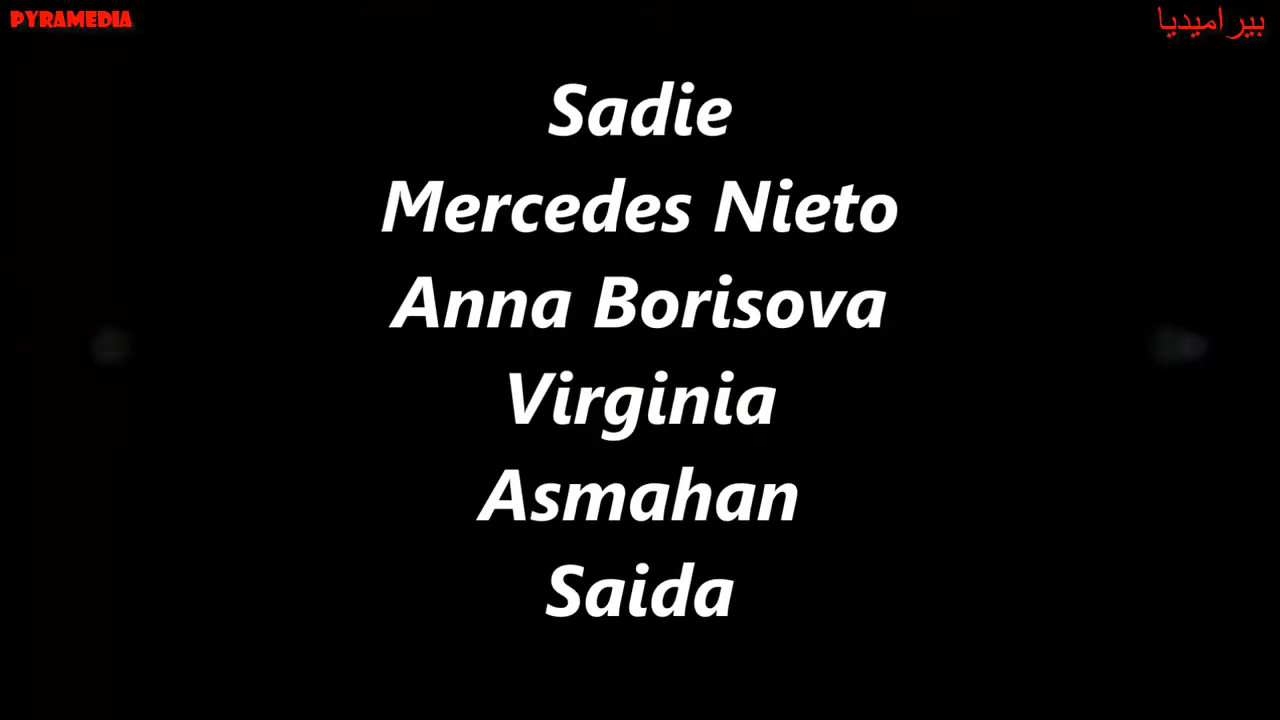 PYRAMEDIA
بيراميديا
Sadie
Mercedes Nieto
Anna Borisova
Virginia
Asmahan
Saida